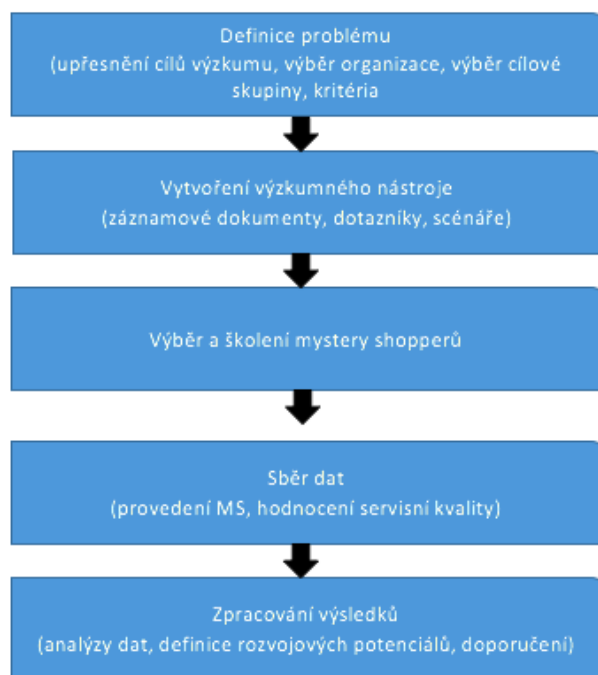 Definice problému
(upřesnění cílů výzkumu, výběr organizace, výběr cílové
skupiny, kritéria
Vytvoření výzkumného nástroje
(záznamové dokumenty, dotazníky, scénáře)
Výběr a školení mystery shopperů
Sběr dat
(provedení MS, hodnocení servisní kvality)
Zpracování výsledků
(analýzy dat, definice rozvojových potenciálů, doporučení)